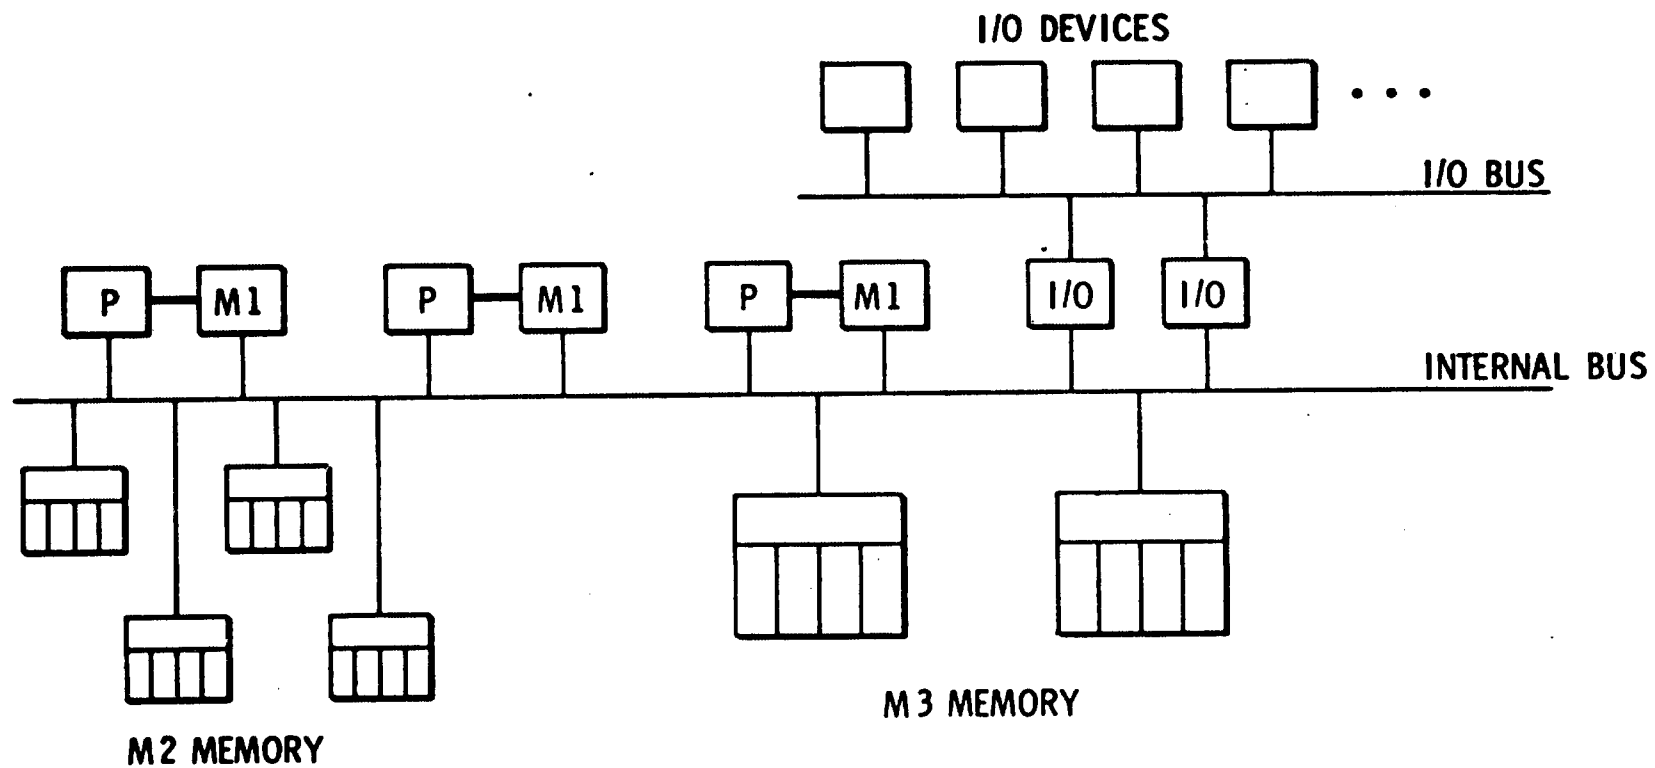 I/O DEVICES
I/O BUS
P M1 P M1 P M1 I/O I/O
INTERNAL BUS
M3 MEMORY
M2 MEMORY